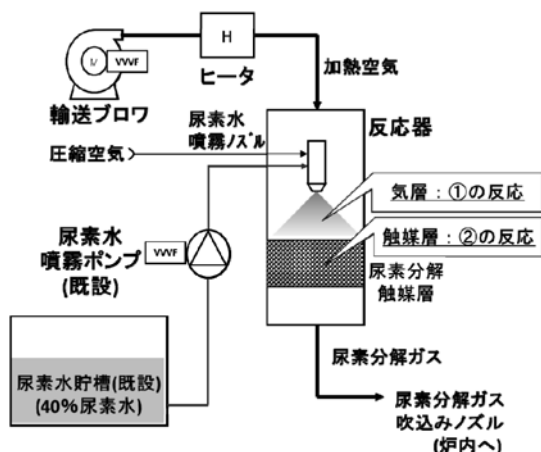 H
M
VVVF
ヒータ
加熱空気
輸送ブロワ
尿素水
噴霧ノズル
反応器
圧縮空気
気層：①の反応
触媒層：②の反応
尿素水
噴霧ポンプ
(既設)
VVVF
尿素分解
触媒層
尿素分解ガス
尿素水貯槽(既設)
(40%尿素水)
尿素分解ガス
吹込みノズル
(炉内へ)